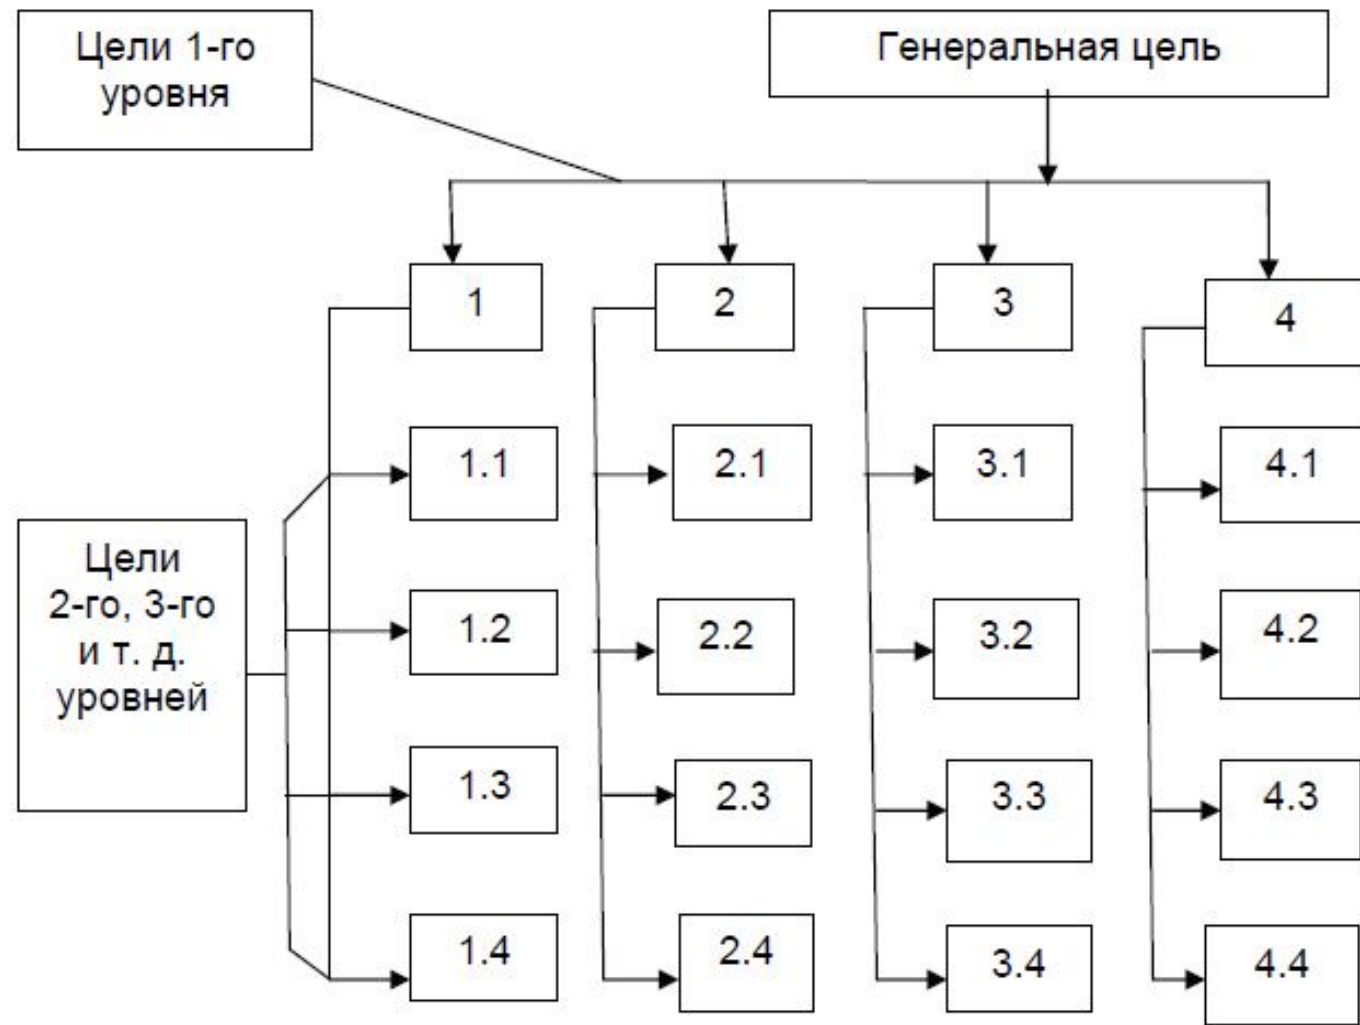 Цели 1-го
уровня
Генеральная цель
1
2
3
4
1.1
2.1
3.1
4.1
Цели
2-го, 3-го
и т. д.
уровней
1.2
2.2
3.2
4.2
1.3
2.3
3.3
4.3
1.4
2.4
3.4
4.4